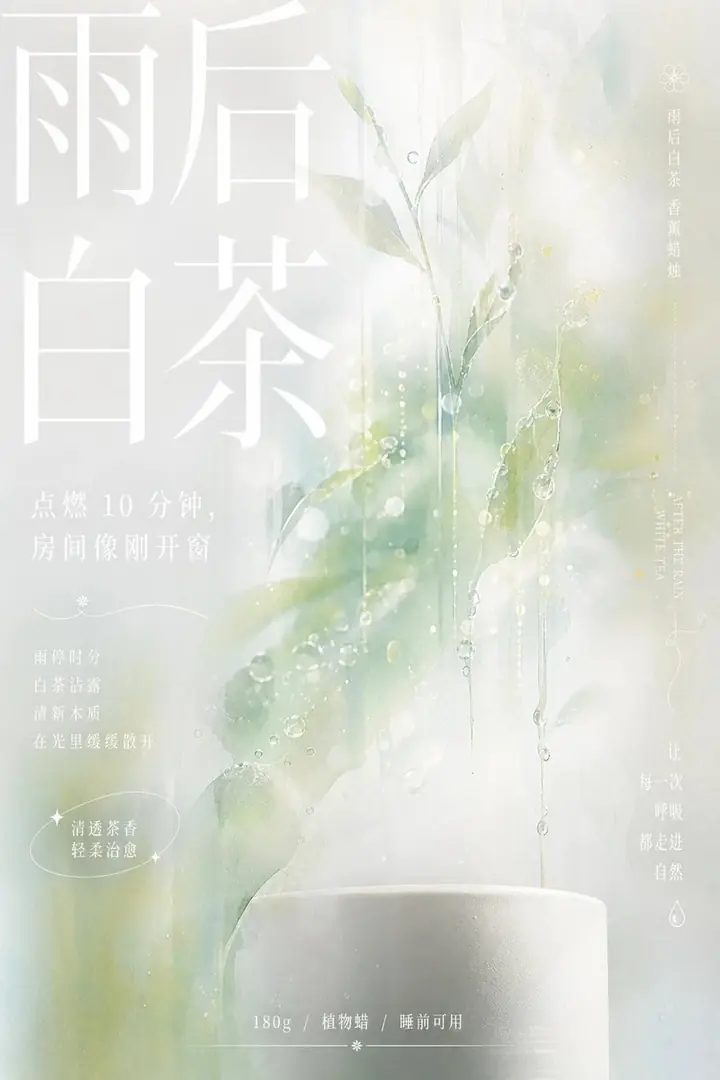 雨后
白茶
点燃 10 分钟，
房间像刚开窗
雨停时分
白茶沾露
清新木质
在光里缓缓散开
清透茶香
轻柔治愈
雨后白茶 香薰蜡烛
AFTER THE RAIN
WHITE TEA
让
每一次
呼吸
都走进
自然
180g / 植物蜡 / 睡前可用